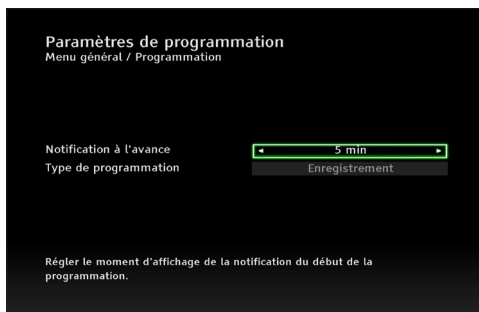 Paramètres de programmation
Menu général / Programmation
Notification à l'avance 5 min
Type de programmation Enregistrement
Régler le moment d'affichage de la notification du début de la
programmation.